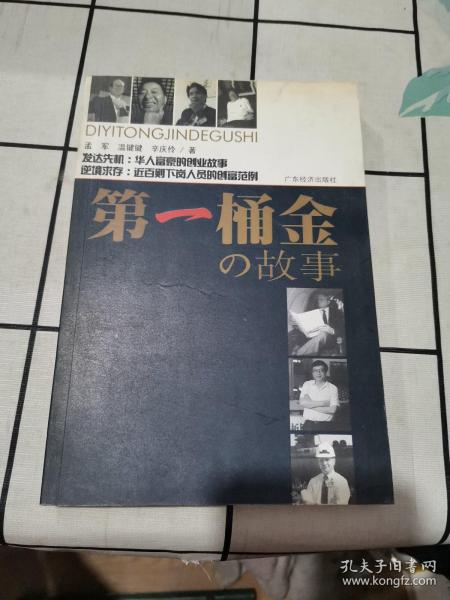 DIYITONGJINDEGUSHI
孟 军 温键键 辛庆伶 / 著
发达先机：华人富豪的创业故事
逆境求存：近百则下岗人员的创富范例
广东经济出版社
第一桶金
の故事
孔夫子旧书网
www.kongfz.com